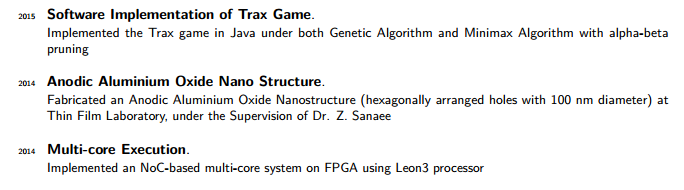 2015 Software Implementation of Trax Game.
Implemented the Trax game in Java under both Genetic Algorithm and Minimax Algorithm with alpha-beta
pruning
2014 Anodic Aluminium Oxide Nano Structure.
Fabricated an Anodic Aluminium Oxide Nanostructure (hexagonally arranged holes with 100 nm diameter) at
Thin Film Laboratory, under the Supervision of Dr. Z. Sanaee
2014 Multi-core Execution.
Implemented an NoC-based multi-core system on FPGA using Leon3 processor